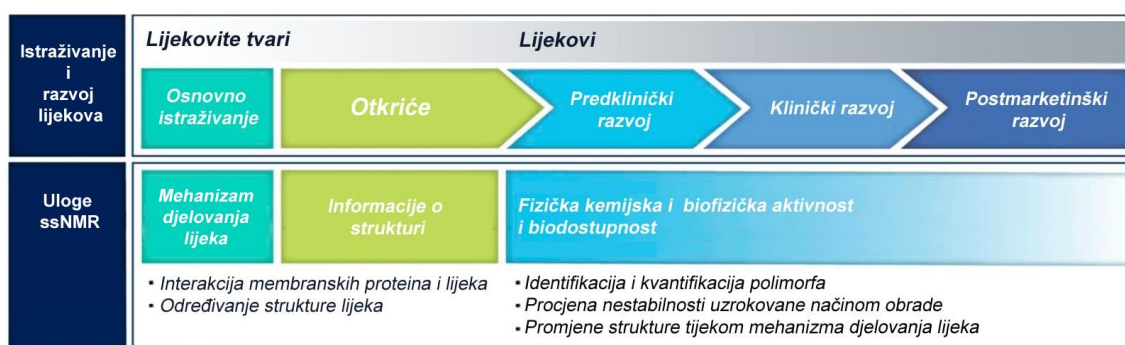 Istraživanje
i
razvoj
lijekova
Lijekovite tvari
Lijekovi
Osnovno
istraživanje
Otkriće
Predklinički
razvoj
Klinički razvoj
Postmarketinški
razvoj
Uloge
ssNMR
Mehanizam
djelovanja
lijeka
Informacije o
strukturi
Fizička kemijska i biofizička aktivnost
i biodostupnost
▪ Interakcija membranskih proteina i lijeka
▪ Određivanje strukture lijeka
▪ Identifikacija i kvantifikacija polimorfa
▪ Procjena nestabilnosti uzrokovane načinom obrade
▪ Promjene strukture tijekom mehanizma djelovanja lijeka